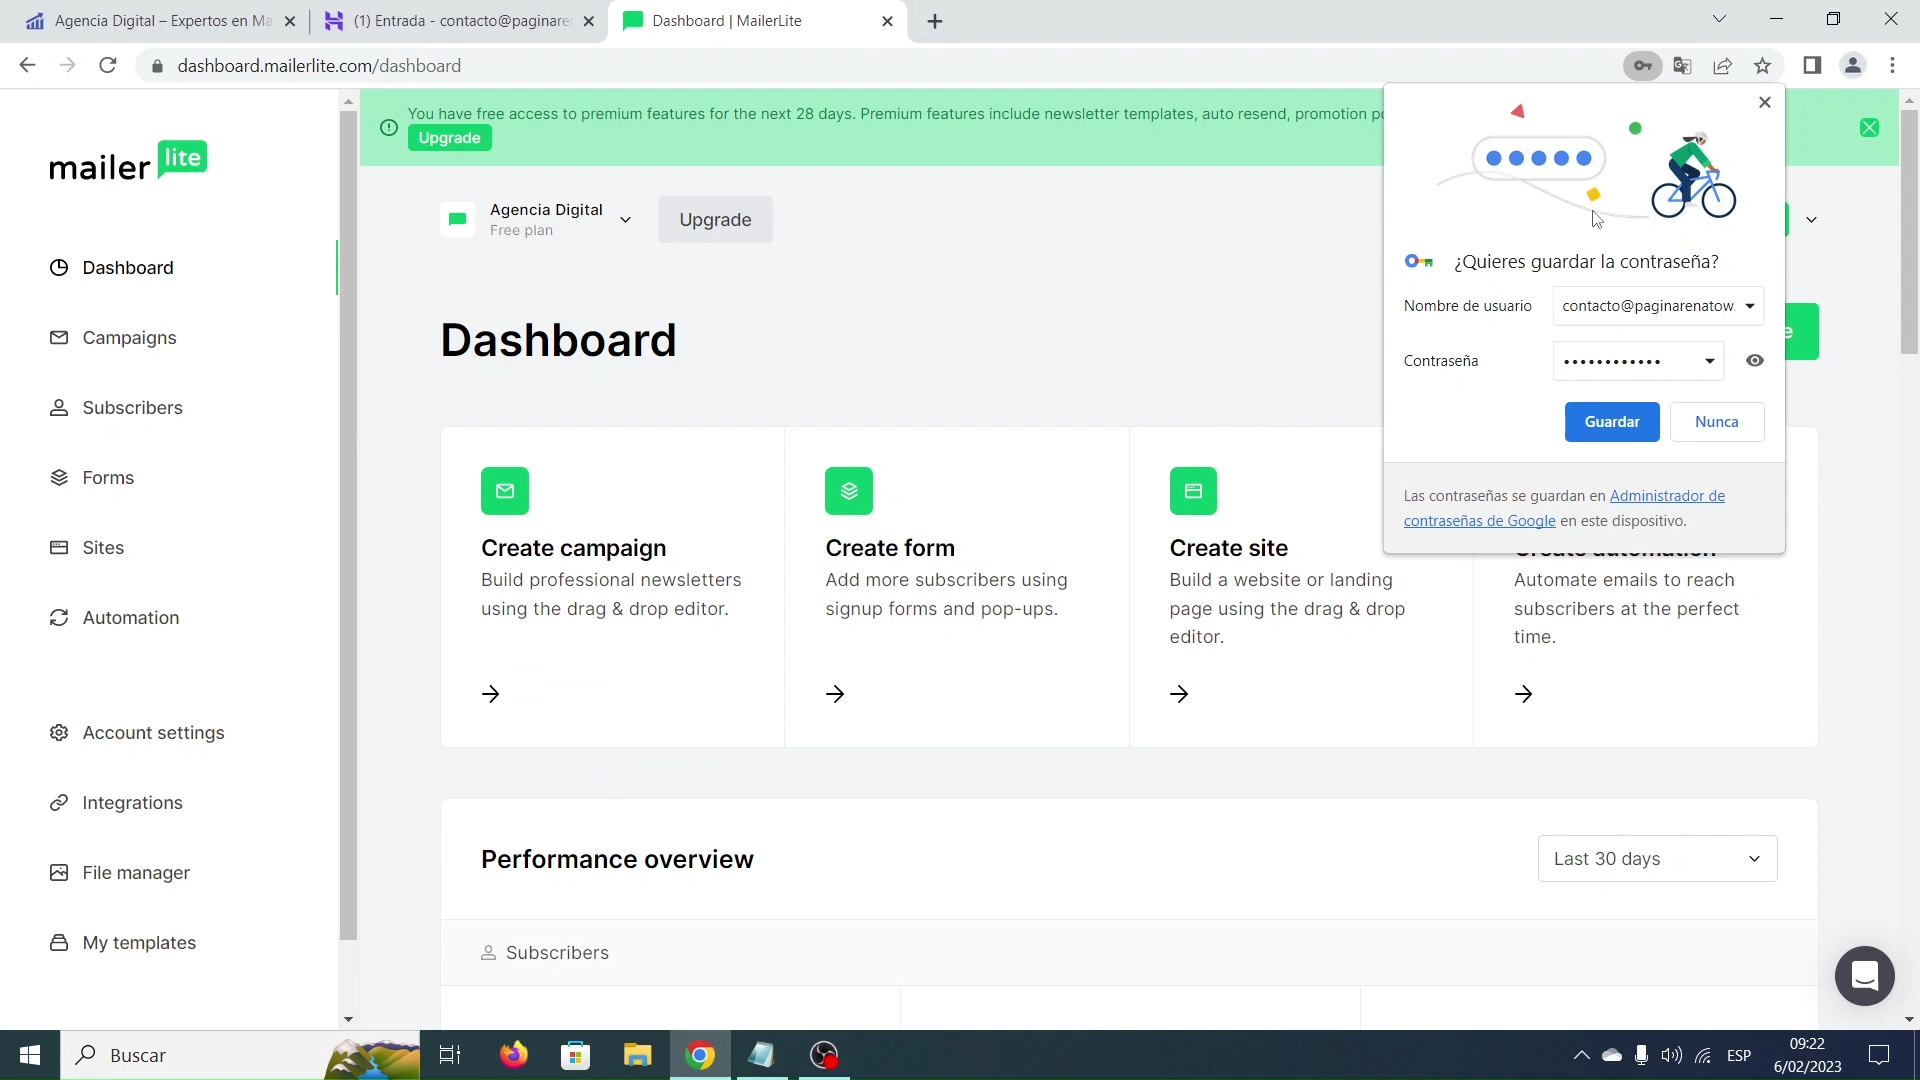 Agencia Digital – Expertos en Ma
(1) Entrada - contacto@paginare
Dashboard | MailerLite
dashboard.mailerlite.com/dashboard
You have free access to premium features for the next 28 days. Premium features include newsletter templates, auto resend, promotion po
Upgrade
mailer lite
Agencia Digital
Free plan
Upgrade
Dashboard
Campaigns
Subscribers
Forms
Sites
Automation
Account settings
Integrations
File manager
My templates
Dashboard
e
¿Quieres guardar la contraseña?
Nombre de usuario
contacto@paginarenatow
Contraseña
••••••••••••
Guardar
Nunca
Las contraseñas se guardan en Administrador de
contraseñas de Google en este dispositivo.
Create campaign
Build professional newsletters
using the drag & drop editor.
Create form
Add more subscribers using
signup forms and pop-ups.
Create site
Build a website or landing
page using the drag & drop
editor.
Create automation
Automate emails to reach
subscribers at the perfect
time.
Performance overview
Last 30 days
Subscribers
Buscar
ESP
09:22
6/02/2023